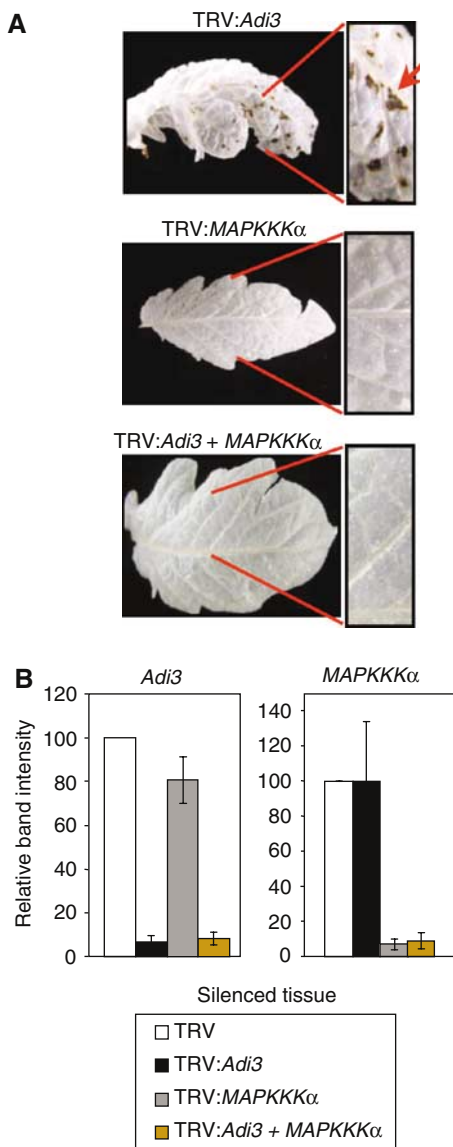 A
TRV:Adi3
TRV:MAPKKKα
TRV:Adi3 + MAPKKKα
B
Adi3
MAPKKKα
Relative band intensity
120
100
80
60
40
20
0
140
120
100
80
60
40
20
0
Silenced tissue
TRV
TRV:Adi3
TRV:MAPKKKα
TRV:Adi3 + MAPKKKα